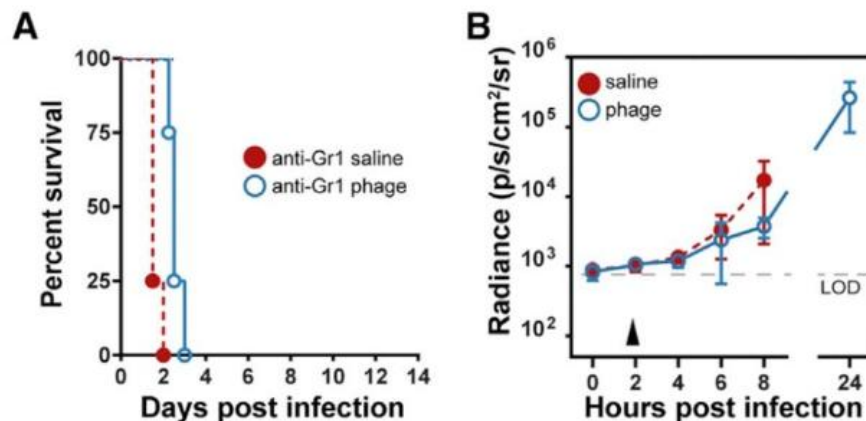 A
Percent survival
100
75
50
25
0
anti-Gr1 saline
anti-Gr1 phage
0 2 4 6 8 10 12 14
Days post infection
B
Radiance (p/s/cm²/sr)
10⁶
10⁵
10⁴
10³
10²
saline
phage
LOD
0 2 4 6 8 24
Hours post infection